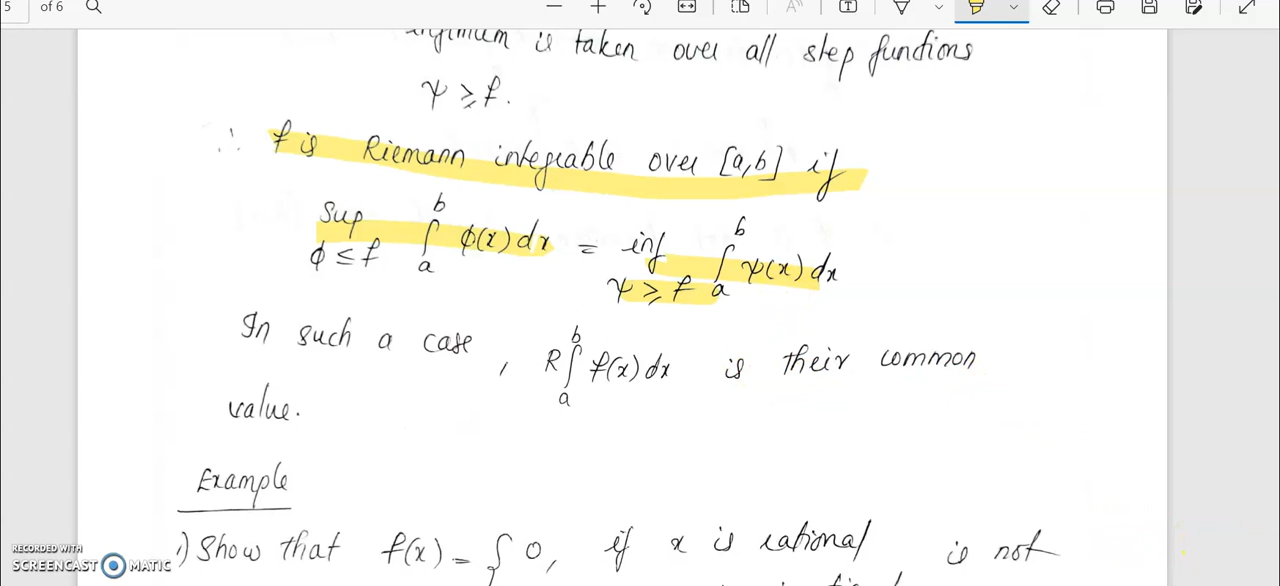 5 of 6
infimum is taken over all step functions
ψ ≥ f.
∴ f is Riemann integrable over [a,b] if
sup ∫_a^b φ(x)dx = inf ∫_a^b ψ(x)dx
φ ≤ f ψ ≥ f
In such a case, R∫_a^b f(x)dx is their common
value.
Example
1) Show that f(x) = { 0, if x is rational is not
RECORDED WITH
SCREENCAST MATIC